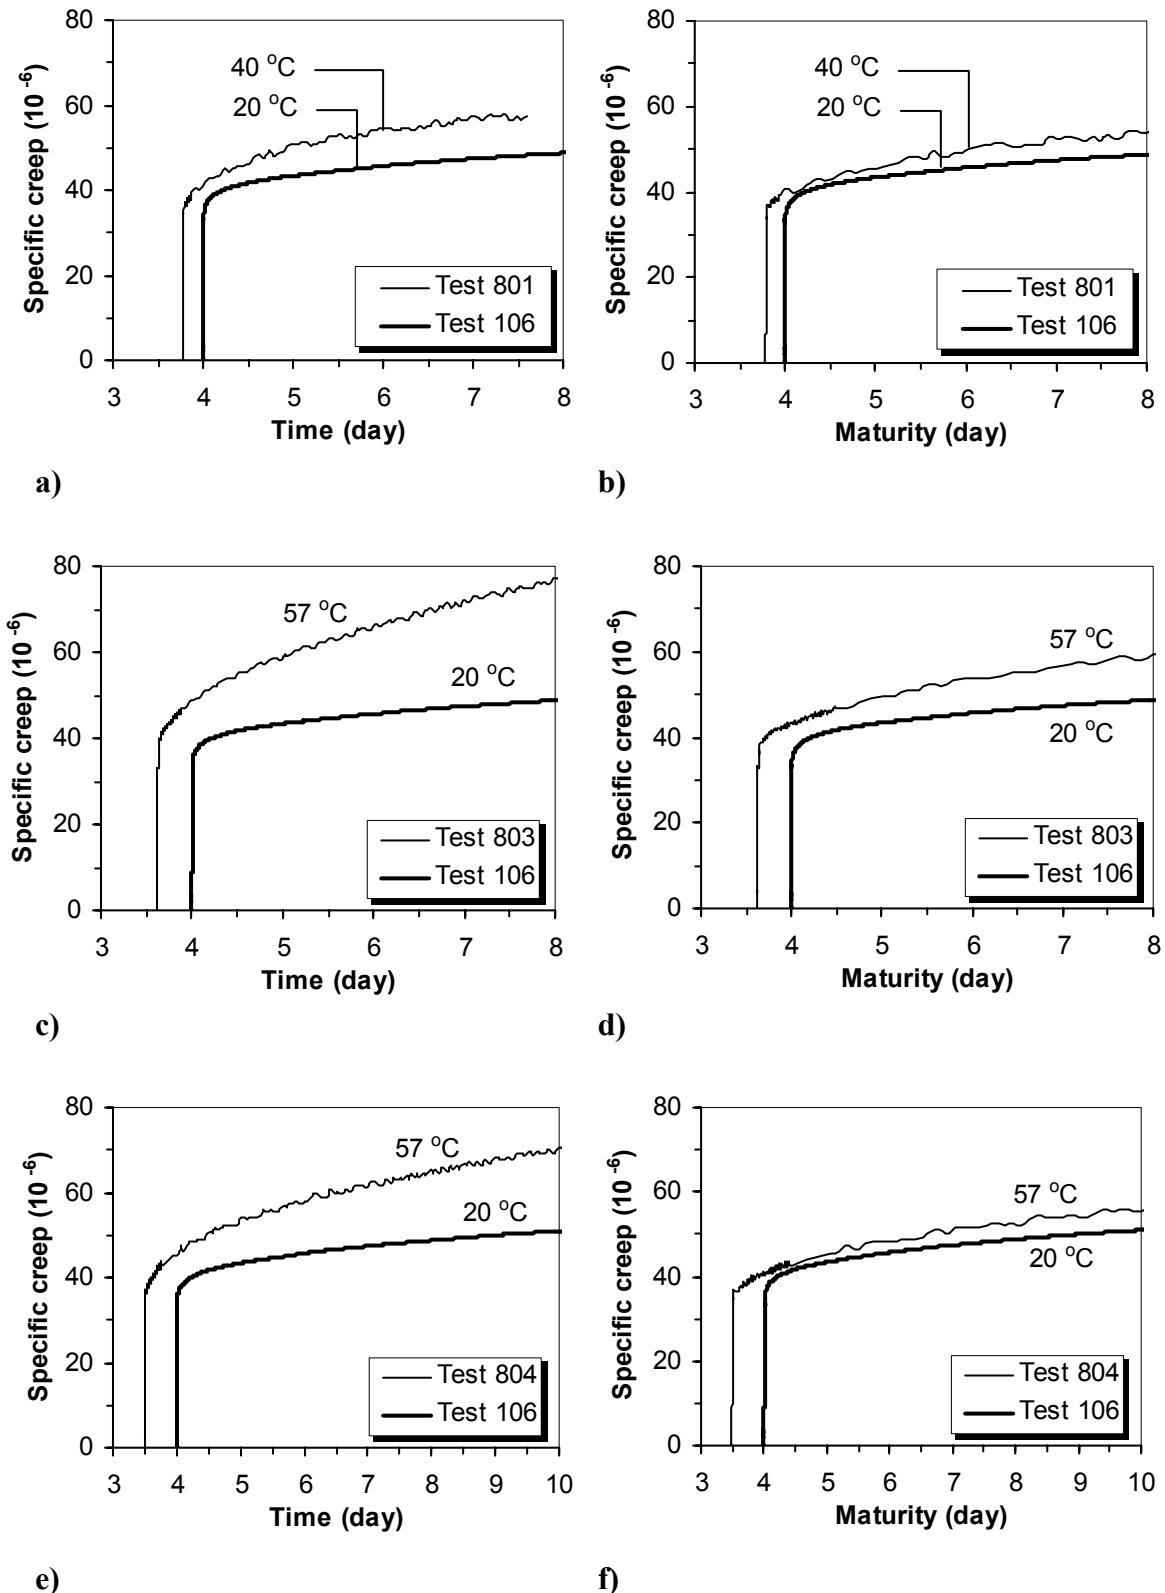 Specific creep (10 -6)
80
60
40
20
0
40 °C
20 °C
Test 801
Test 106
3 4 5 6 7 8
Time (day)
a)
Specific creep (10 -6)
80
60
40
20
0
40 °C
20 °C
Test 801
Test 106
3 4 5 6 7 8
Maturity (day)
b)
Specific creep (10 -6)
80
60
40
20
0
57 °C
20 °C
Test 803
Test 106
3 4 5 6 7 8
Time (day)
c)
Specific creep (10 -6)
80
60
40
20
0
57 °C
20 °C
Test 803
Test 106
3 4 5 6 7 8
Maturity (day)
d)
Specific creep (10 -6)
80
60
40
20
0
57 °C
20 °C
Test 804
Test 106
3 4 5 6 7 8 9 10
Time (day)
e)
Specific creep (10 -6)
80
60
40
20
0
57 °C
20 °C
Test 804
Test 106
3 4 5 6 7 8 9 10
Maturity (day)
f)